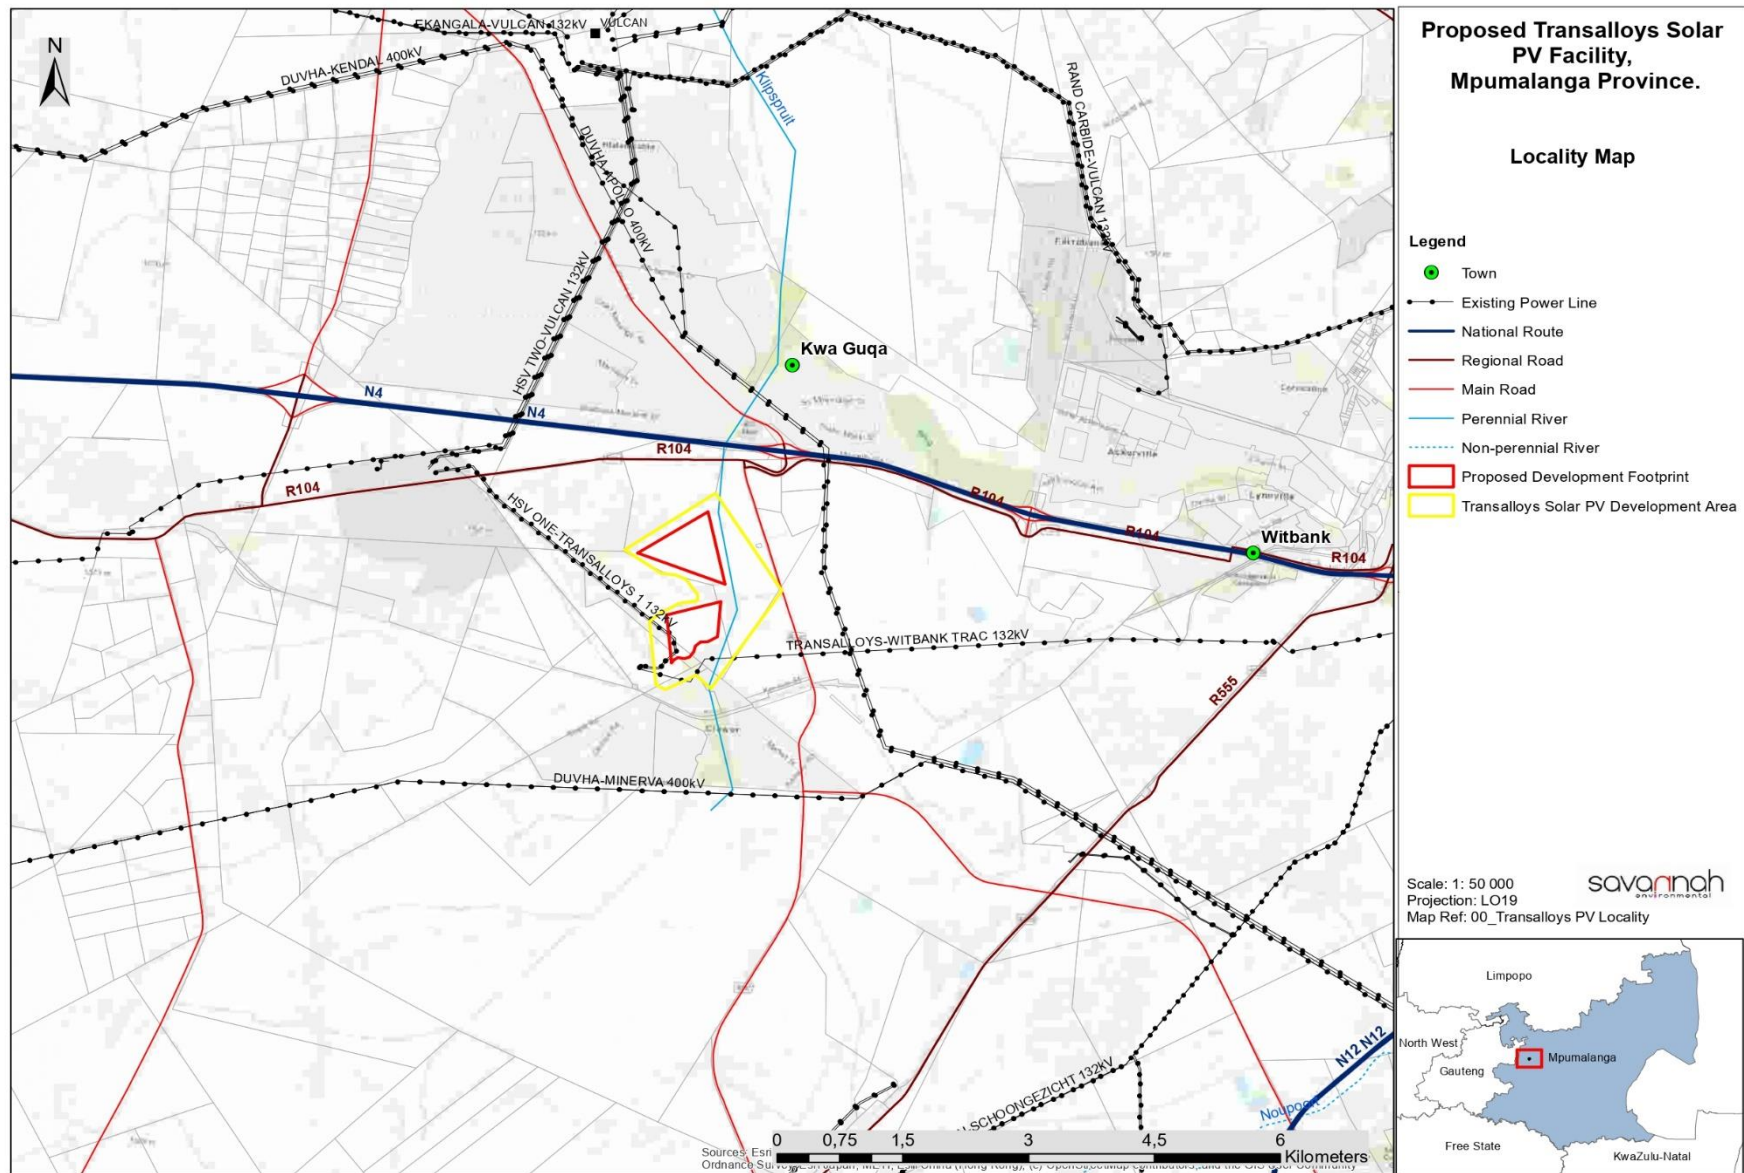 Proposed Transalloys Solar
PV Facility,
Mpumalanga Province.
Locality Map
Legend
Town
Existing Power Line
National Route
Regional Road
Main Road
Perennial River
Non-perennial River
Proposed Development Footprint
Transalloys Solar PV Development Area
Scale: 1: 50 000
Projection: LO19
Map Ref: 00_Transalloys PV Locality
savannah
environmental
Limpopo
North West
Mpumalanga
Gauteng
Free State
KwaZulu-Natal
N
EKANGALA-VULCAN 132kV
VULCAN
DUVHA-KENDAL 400kV
Klipspruit
RAND CARBIDE-VULCAN 132kV
DUVHA-APOLLO 400kV
HSV TWO-VULCAN 132kV
Kwa Guqa
N4
N4
R104
R104
R104
R104
R104
Ackerville
Lynnville
Witbank
HSV ONE-TRANSALLOYS 1 132kV
TRANSALLOYS-WITBANK TRAC 132kV
R555
Clewer
DUVHA-MINERVA 400kV
N12 N12
Noupoort
-SCHOONGEZICHT 132kV
0 0,75 1,5 3 4,5 6
Kilometers
Sources: Esri